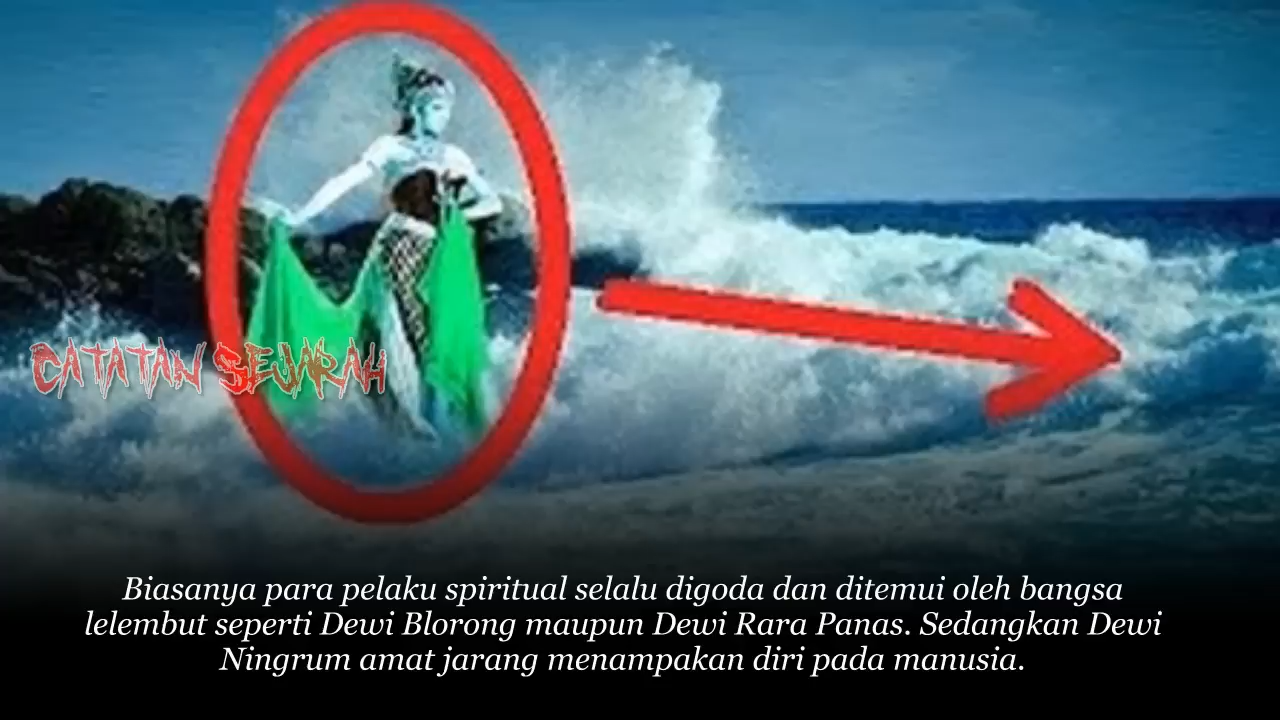 CATATAN SEJARAH
Biasanya para pelaku spiritual selalu digoda dan ditemui oleh bangsa
lelembut seperti Dewi Blorong maupun Dewi Rara Panas. Sedangkan Dewi
Ningrum amat jarang menampakan diri pada manusia.